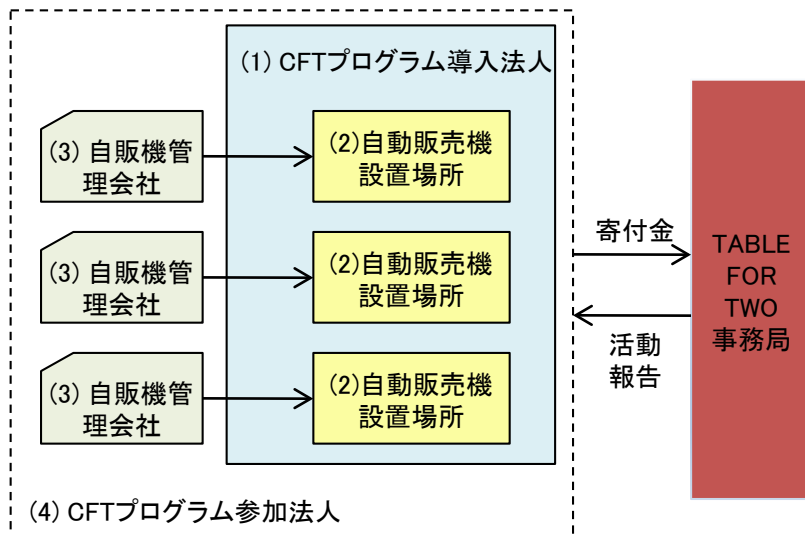 (1) CFTプログラム導入法人
(3) 自販機管
理会社
(2)自動販売機
設置場所
(3) 自販機管
理会社
(2)自動販売機
設置場所
(3) 自販機管
理会社
(2)自動販売機
設置場所
(4) CFTプログラム参加法人
寄付金
活動
報告
TABLE
FOR
TWO
事務局